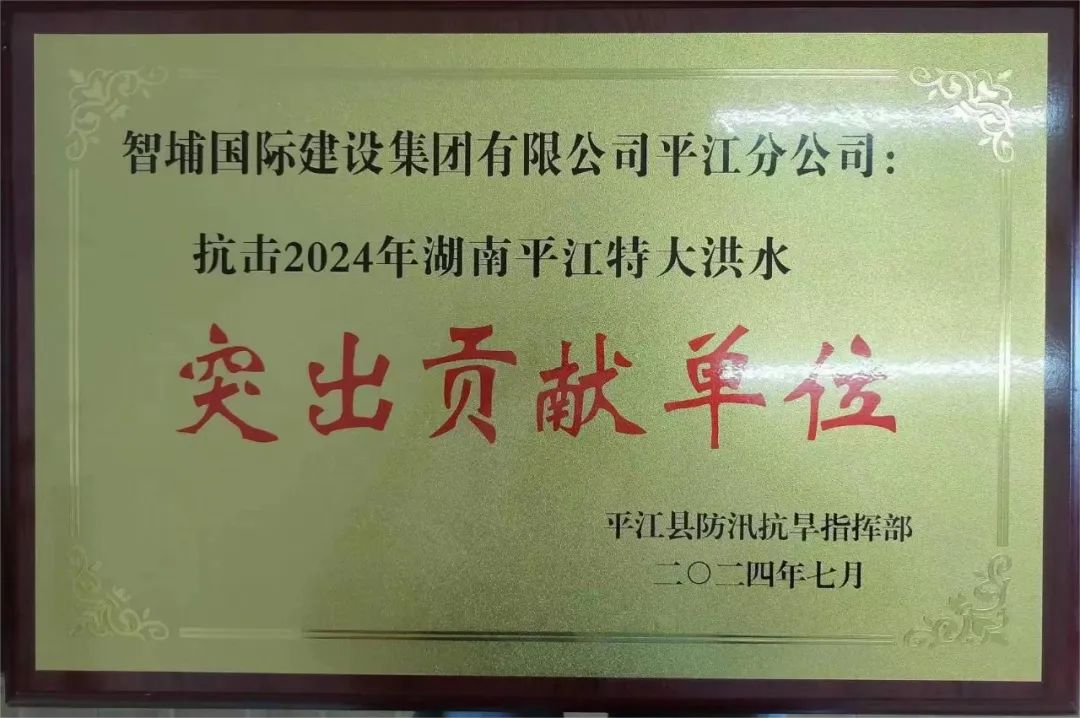 智埔国际建设集团有限公司平江分公司：
抗击2024年湖南平江特大洪水
突出贡献单位
平江县防汛抗旱指挥部
二〇二四年七月